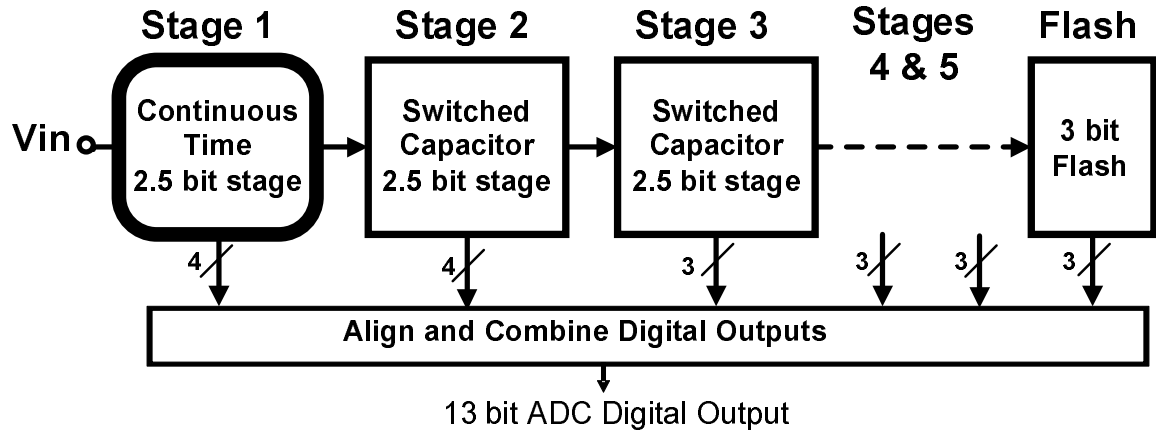 Stage 1
Stage 2
Stage 3
Stages
4 & 5
Flash
Vin
Continuous
Time
2.5 bit stage
Switched
Capacitor
2.5 bit stage
Switched
Capacitor
2.5 bit stage
3 bit
Flash
4
4
3
3
3
3
Align and Combine Digital Outputs
13 bit ADC Digital Output